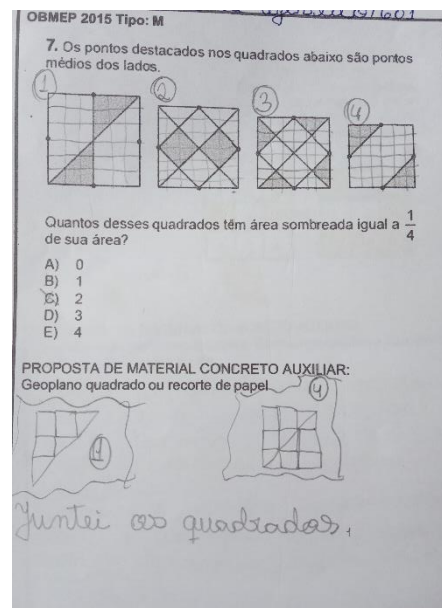 OBMEP 2015 Tipo: M
7. Os pontos destacados nos quadrados abaixo são pontos
médios dos lados.
1 2 3 4
Quantos desses quadrados têm área sombreada igual a 1/4
de sua área?
A) 0
B) 1
C) 2
D) 3
E) 4
PROPOSTA DE MATERIAL CONCRETO AUXILIAR:
Geoplano quadrado ou recorte de papel
1 4
Juntei os quadrados.